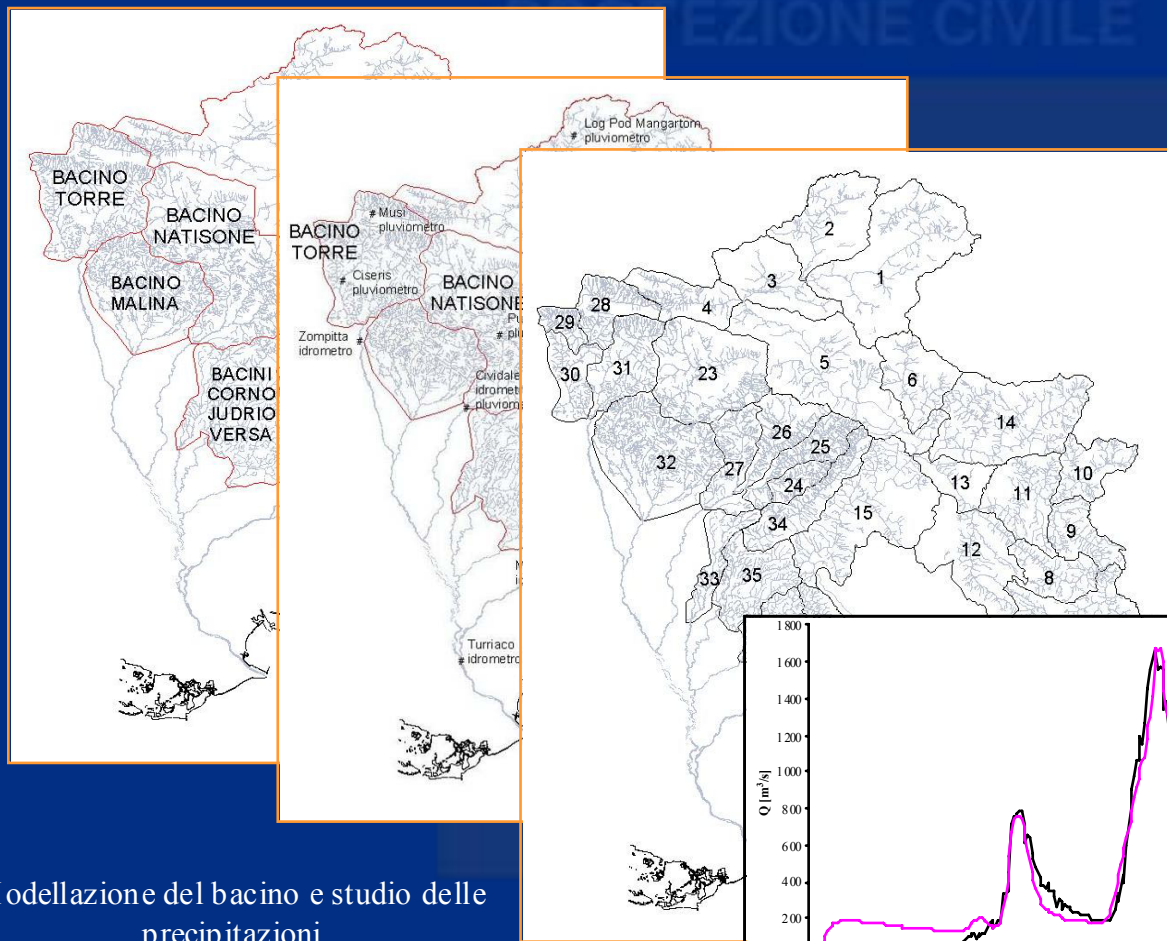 TEZIONE CIVILE
BACINO
TORRE
BACINO
NATISONE
BACINO
MALINA
BACINI
CORNO
JUDRIO
VERSA
Log Pod Mangartom
pluviometro
# Musi
pluviometro
BACINO
TORRE
Ciseris
# pluviometro
BACINO
NATISONE
Zompitta #
idrometro
# 
Cividale
#
Turriaco
# idrometro
2
1
3
28
4
29
5
30
31
23
6
14
26
25
32
27
24
13
11
10
34
15
12
9
33
35
8
Q [m³/s]
1800
1600
1400
1200
1000
800
600
400
200
odellazione del bacino e studio delle
precipitazioni